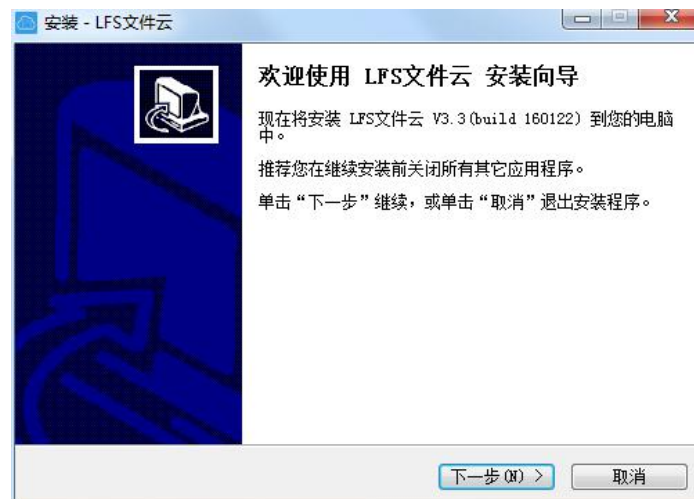 安装 - LFS文件云
欢迎使用 LFS文件云 安装向导
现在将安装 LFS文件云 V3.3(build 160122) 到您的电脑
中。
推荐您在继续安装前关闭所有其它应用程序。
单击“下一步”继续，或单击“取消”退出安装程序。
下一步(N) >
取消